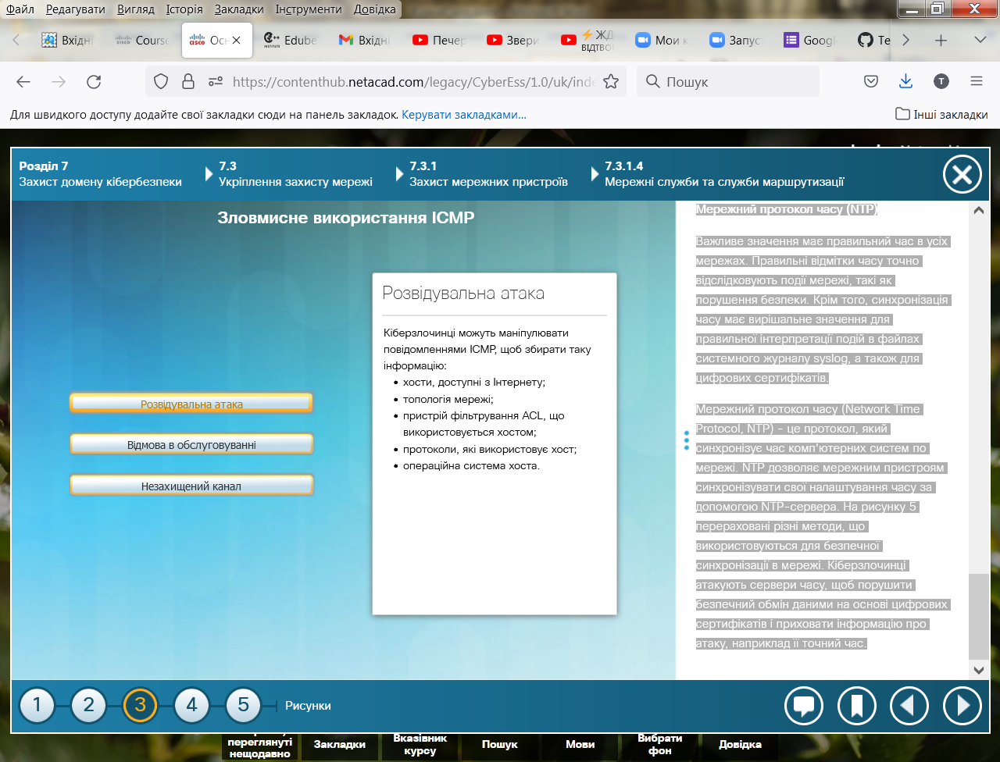 Файл Редагувати Вигляд Історія Закладки Інструменти Довідка
Вхідні Course Осн Edube Вхідні Печер Звери ЖД Мои к Запус Googl Te
https://contenthub.netacad.com/legacy/CyberEss/1.0/uk/inde
Пошук
T
Для швидкого доступу додайте свої закладки сюди на панель закладок. Керувати закладками...
Інші закладки
Розділ 7
Захист домену кібербезпеки
7.3
Укріплення захисту мережі
7.3.1
Захист мережних пристроїв
7.3.1.4
Мережні служби та служби маршрутизації
Зловмисне використання ICMP
Розвідувальна атака
Відмова в обслуговуванні
Незахищений канал
Розвідувальна атака
Кіберзлочинці можуть маніпулювати
повідомленнями ICMP, щоб збирати таку
інформацію:
• хости, доступні з Інтернету;
• топологія мережі;
• пристрій фільтрування ACL, що
використовується хостом;
• протоколи, які використовує хост;
• операційна система хоста.
Мережний протокол часу (NTP)
Важливе значення має правильний час в усіх
мережах. Правильні відмітки часу точно
відслідковують події мережі, такі як
порушення безпеки. Крім того, синхронізація
часу має вирішальне значення для
правильної інтерпретації подій в файлах
системного журналу syslog, а також для
цифрових сертифікатів.
Мережний протокол часу (Network Time
Protocol, NTP) - це протокол, який
синхронізує час комп'ютерних систем по
мережі. NTP дозволяє мережним пристроям
синхронізувати свої налаштування часу за
допомогою NTP-сервера. На рисунку 5
перераховані різні методи, що
використовуються для безпечної
синхронізації в мережі. Кіберзлочинці
атакують сервери часу, щоб порушити
безпечний обмін даними на основі цифрових
сертифікатів і приховати інформацію про
атаку, наприклад її точний час.
1 2 3 4 5 Рисунки
переглянуті
нещодавно
Закладки
Вказівник
курсу
Пошук
Мови
Вибрати
фон
Довідка